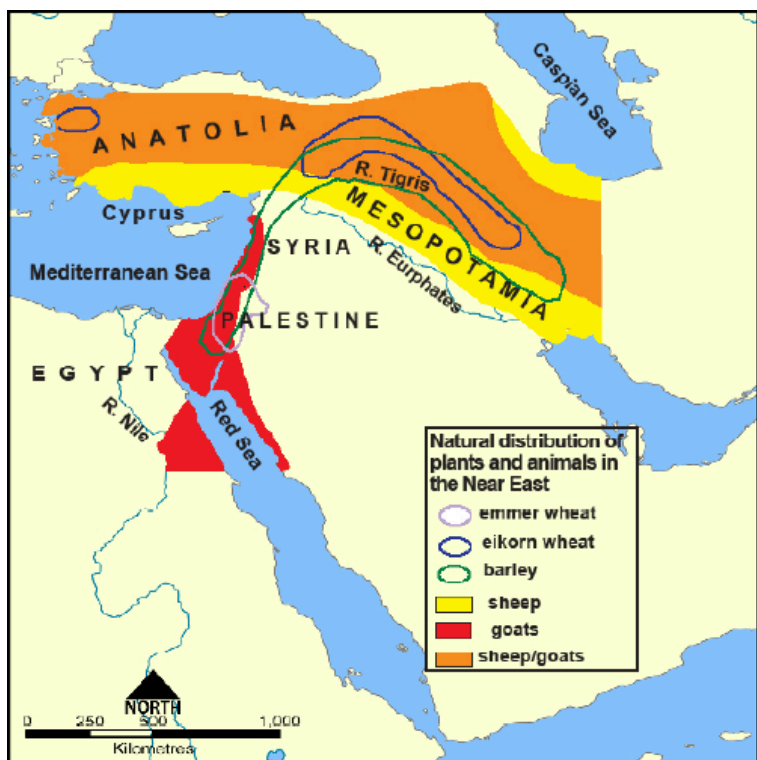 Caspian Sea
ANATOLIA
R. Tigris
Cyprus
MESOPOTAMIA
SYRIA
R. Eurphates
Mediterranean Sea
PALESTINE
EGYPT
R. Nile
Red Sea
Natural distribution of
plants and animals in
the Near East
emmer wheat
eikorn wheat
barley
sheep
goats
sheep/goats
NORTH
0 250 500 1,000
Kilometres